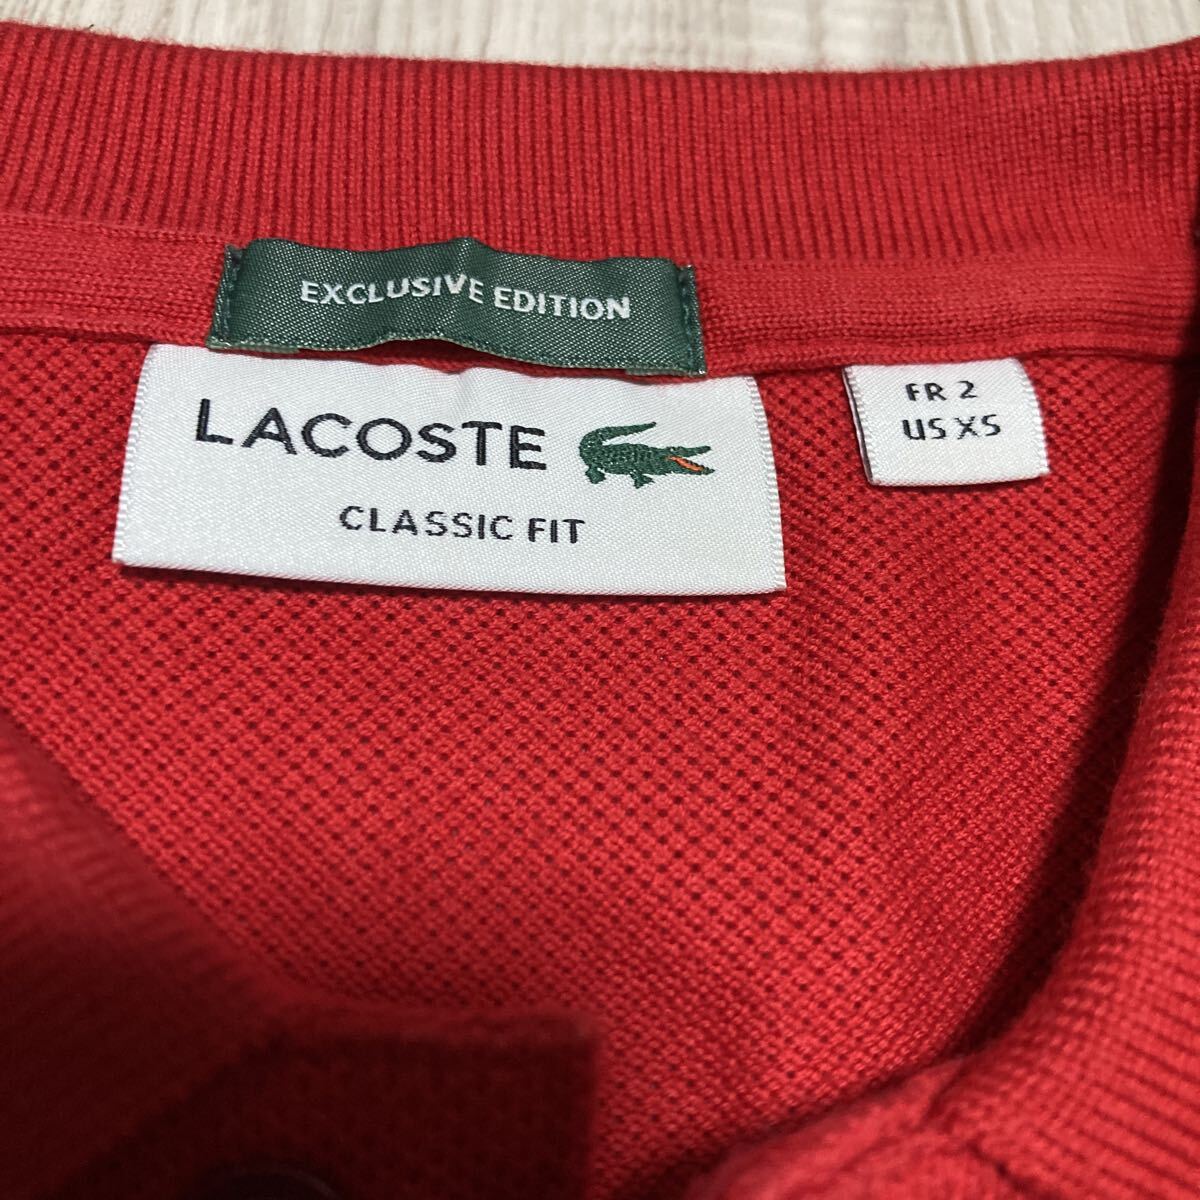 EXCLUSIVE EDITION
LACOSTE
CLASSIC FIT
FR 2
US XS